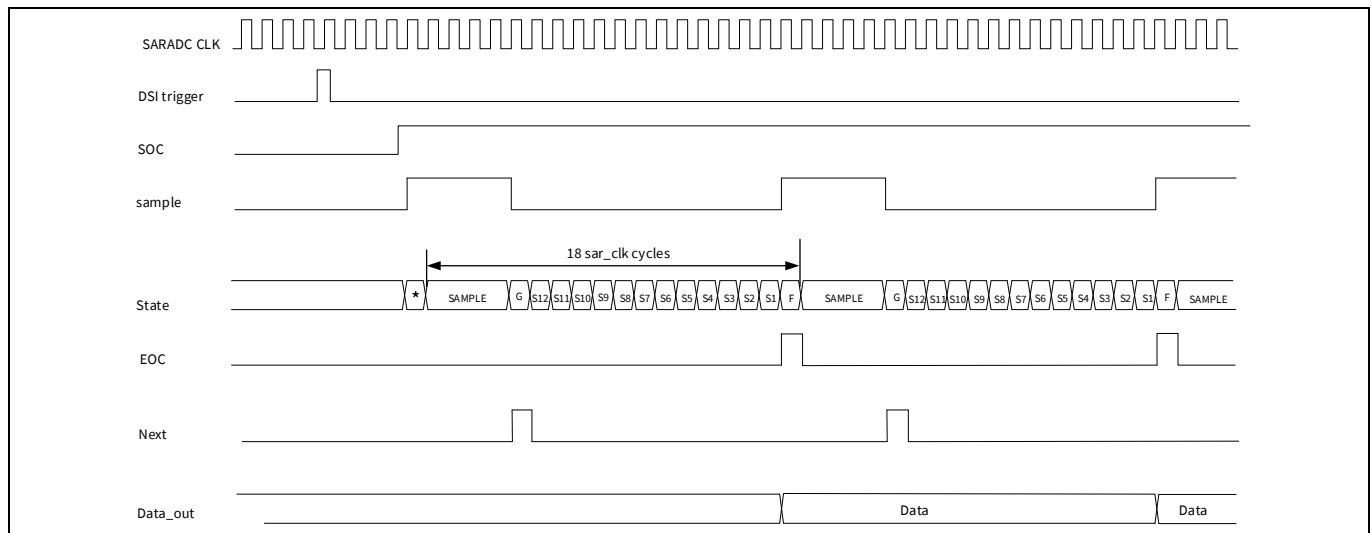 SARADC CLK
DSI trigger
SOC
sample
18 sar_clk cycles
State * SAMPLE G S12 S11 S10 S9 S8 S7 S6 S5 S4 S3 S2 S1 F SAMPLE G S12 S11 S10 S9 S8 S7 S6 S5 S4 S3 S2 S1 F SAMPLE
EOC
Next
Data_out Data Data